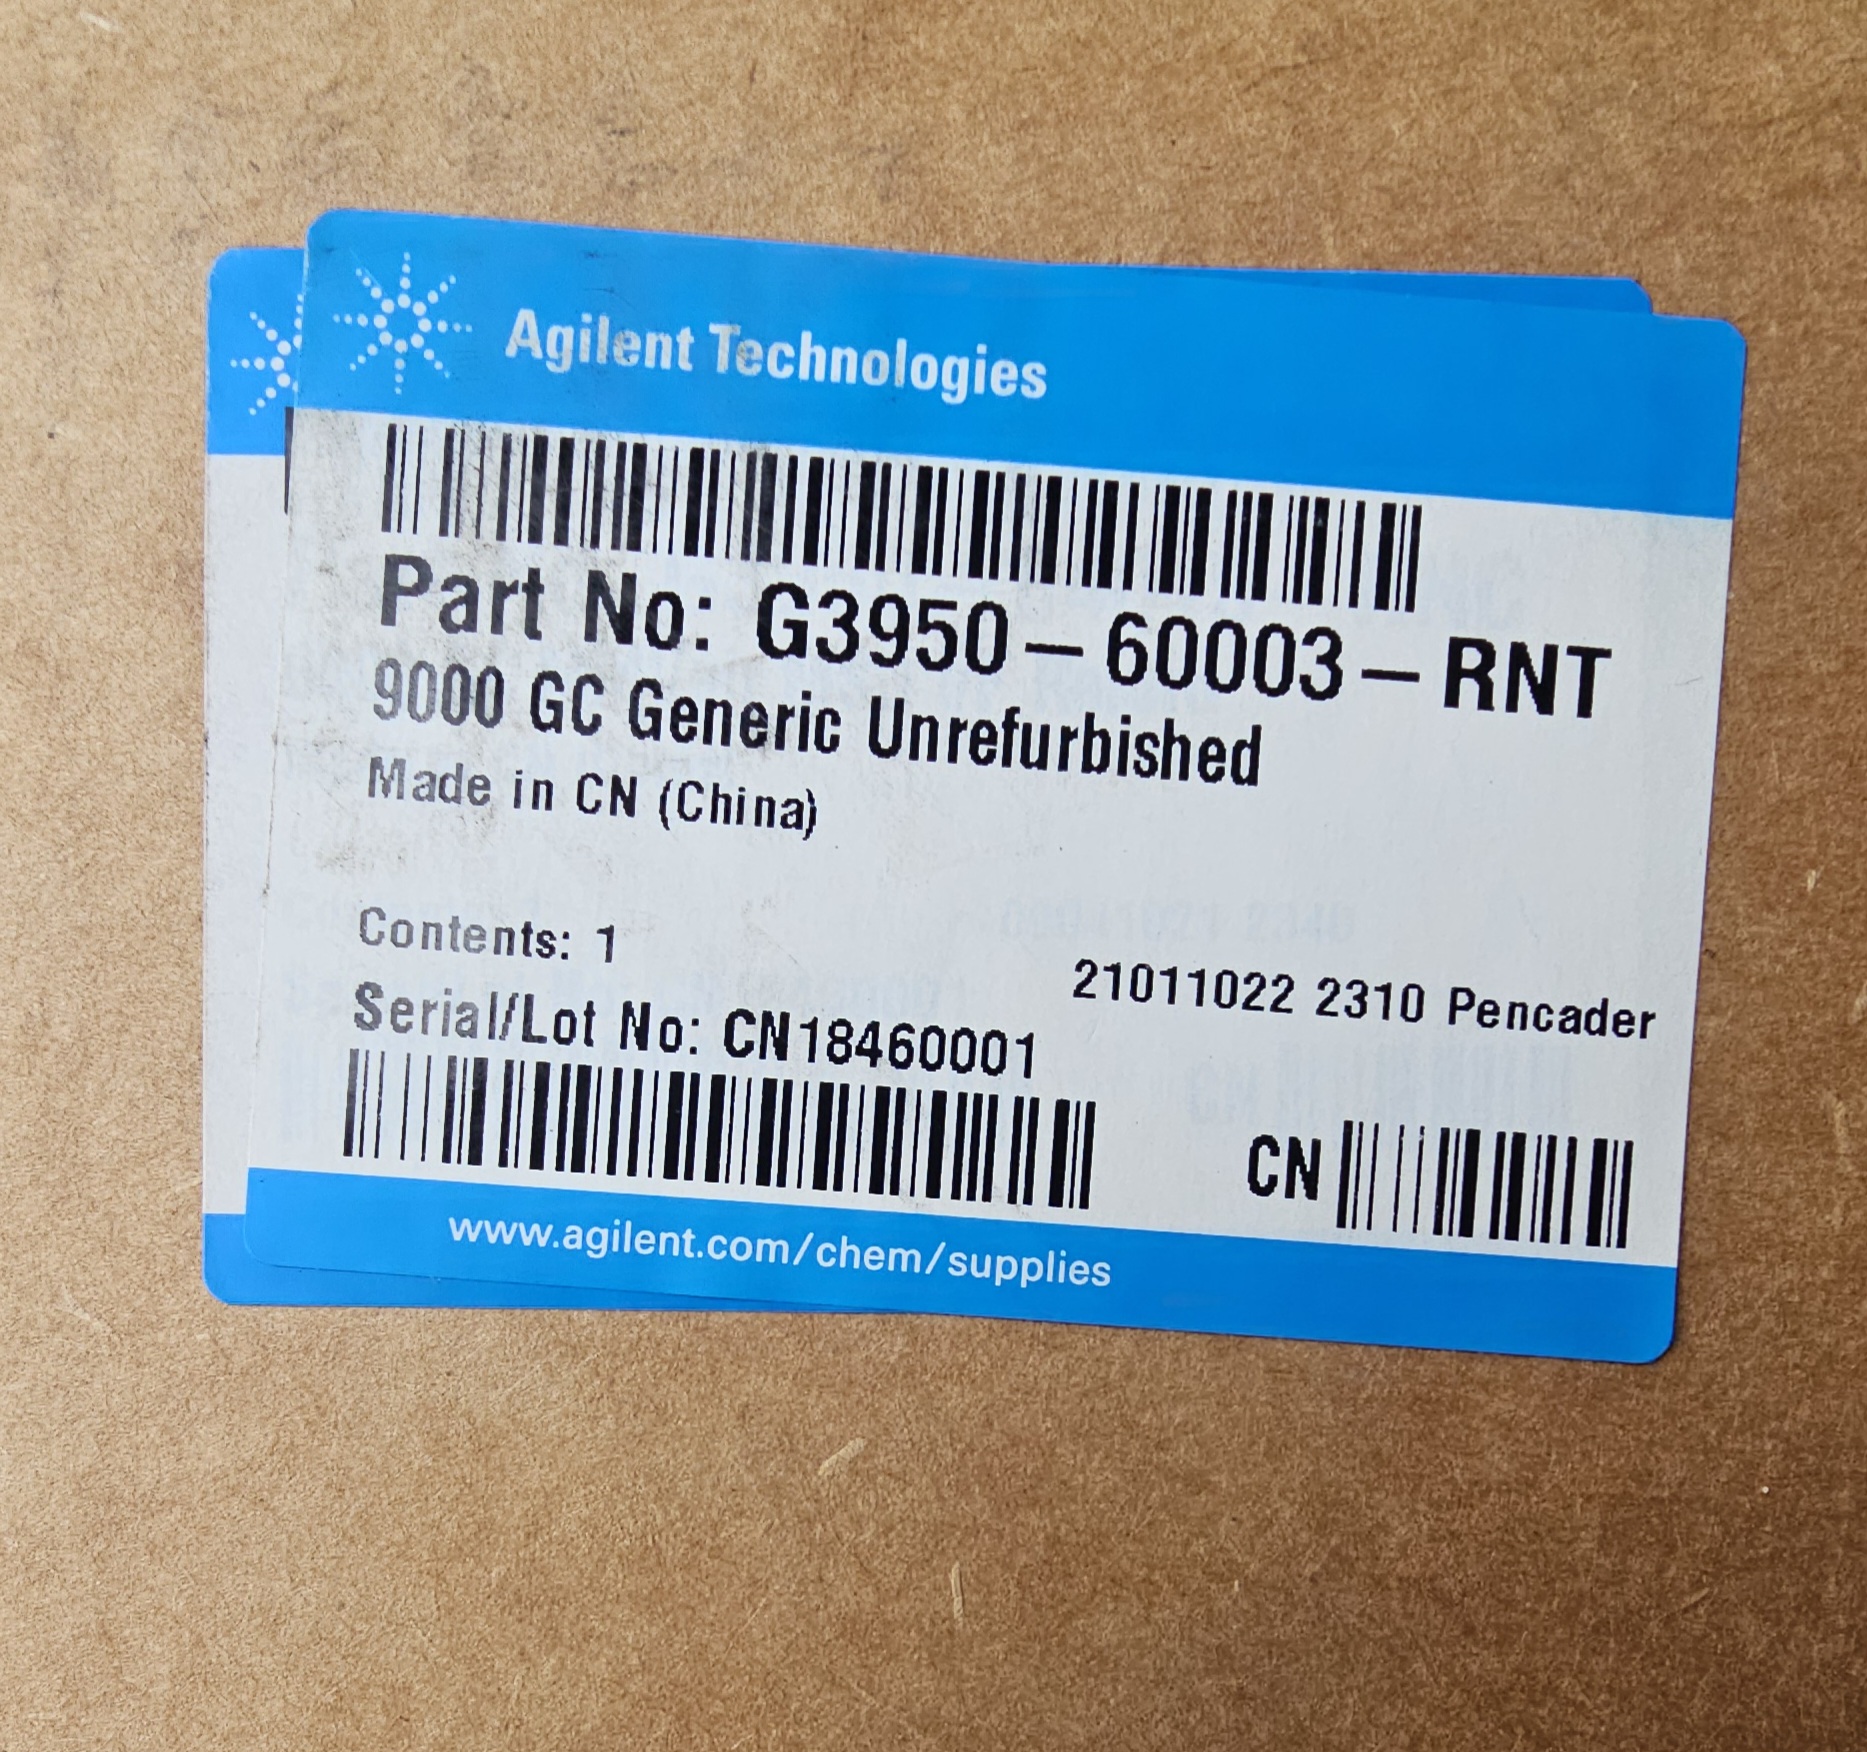 Agilent Technologies
Part No: G3950-60003-RNT
9000 GC Generic Unrefurbished
Made in CN (China)
Contents: 1
21011022 2310 Pencader
Serial/Lot No: CN18460001
CN
www.agilent.com/chem/supplies